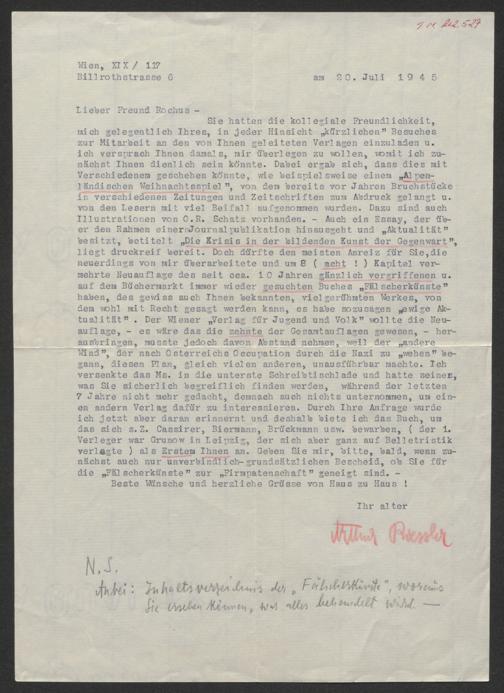 I.N. 202.529
Wien, XIX / 117
Billrothstrasse 6 am 20. Juli 1945
Lieber Freund Rochus -
Sie hatten die kollegiale Freundlichkeit,
mich gelegentlich Ihres, in jeder Hinsicht „kürzlichen" Besuches
zur Mitarbeit an den von Ihnen geleiteten Verlagen einzuladen u.
ich versprach Ihnen damals, mir überlegen zu wollen, womit ich zu-
nächst Ihnen dienlich sein könnte. Dabei ergab sich, dass dies mit
Verschiedenem geschehen könnte, wie beispielsweise einem „Alpen-
ländischen Weihnachtsspiel", von dem bereits vor Jahren Bruchstücke
in verschiedenen Zeitungen und Zeitschriften zum Abdruck gelangt u.
von den Lesern mit viel Beifall aufgenommen wurden. Dazu sind auch
Illustrationen von O.R. Schatz vorhanden. - Auch ein Essay, der üb-
er den Rahmen einer Journalpublikation hinausgeht und „Aktualität"
besitzt, betitelt „Die Krisis in der bildenden Kunst der Gegenwart",
liegt druckreif bereit. Doch dürfte den meisten Anreiz für Sie, die
neuerdings von mir überarbeitete und um 8 ( acht ! ) Kapitel ver-
mehrte Neuauflage des seit cca. 10 Jahren gänzlich vergriffenen u.
auf dem Büchermarkt immer wieder gesuchten Buches „Fälscherkünste"
haben, des gewiss auch Ihnen bekannten, vielgerühmten Werkes, von
dem wohl mit Recht gesagt werden kann, es habe sozusagen „ewige Ak-
tualität". Der Wiener „Verlag für Jugend und Volk" wollte die Neu-
auflage, - es wäre das die zehnte der Gesamtauflagen gewesen, - her-
ausbringen, musste jedoch davon Abstand nehmen, weil der „andere
Wind", der nach Österreichs Occupation durch die Nazi zu „wehen" be-
gann, diesen Plan, gleich vielen anderen, unausführbar machte. Ich
versenkte das Ms. in die unterste Schreibtischlade und hatte meines,
was Sie sicherlich begreiflich finden werden, während der letzten
7 Jahre nicht mehr gedacht, demnach auch nichts unternommen, um ein-
en andern Verlag dafür zu interessieren. Durch Ihre Anfrage wurde
ich jetzt aber daran erinnert und deshalb biete ich das Buch, um
das sich s.Z. Cassirer, Biermann, Brückmann usw. bewarben, ( der 1.
Verleger war Grunow in Leipzig, der sich aber ganz auf Belletristik
verlegte ) als Erstem Ihnen an. Geben Sie mir, bitte, bald, wenn zu-
nächst auch nur unverbindlich-grundsätzlichen Bescheid, ob Sie für
die „Fälscherkünste" zur „Firmpatenschaft" geneigt sind. -
Beste Wünsche und herzliche Grüsse von Haus zu Haus !
Ihr alter
Arthur Roessler
N.S.
Anbei: Inhaltsverzeichnis der „Fälscherkünste", woraus
Sie ersehen können, was alles behandelt wird. —